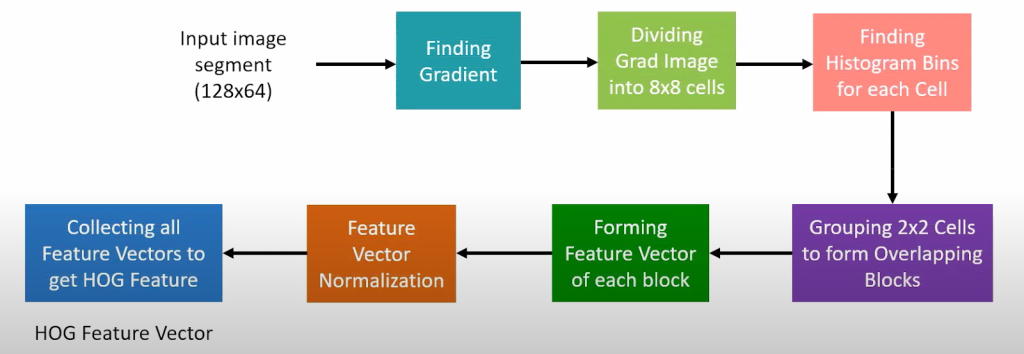 Input image
segment
(128x64)
Finding
Gradient
Dividing
Grad Image
into 8x8 cells
Finding
Histogram Bins
for each Cell
Grouping 2x2 Cells
to form Overlapping
Blocks
Forming
Feature Vector
of each block
Feature
Vector
Normalization
Collecting all
Feature Vectors to
get HOG Feature
HOG Feature Vector